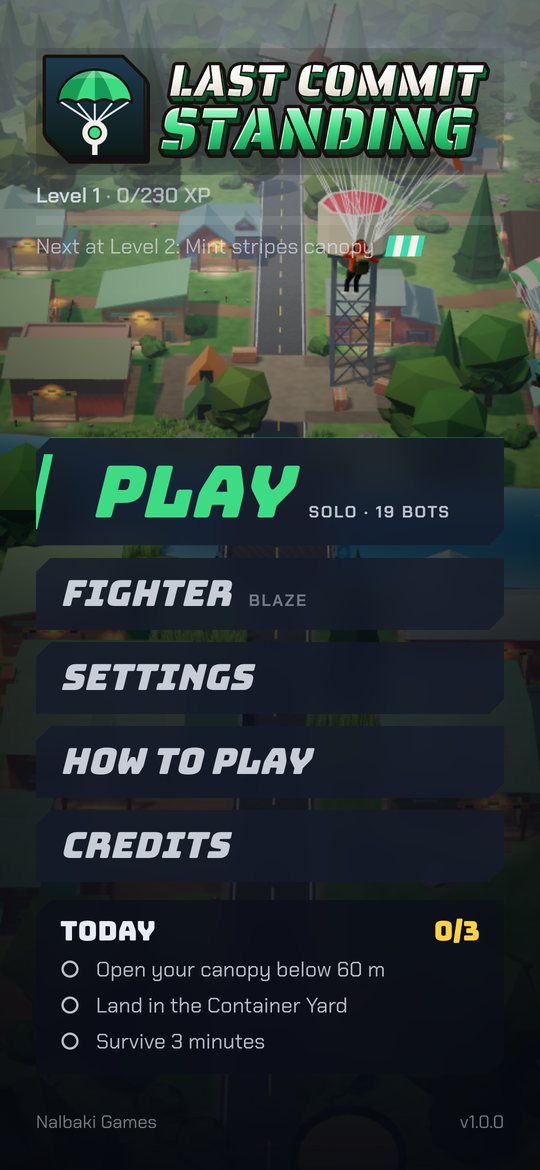 LAST COMMIT
STANDING
Level 1 · 0/230 XP
Next at Level 2: Mint stripes canopy
PLAY SOLO · 19 BOTS
FIGHTER BLAZE
SETTINGS
HOW TO PLAY
CREDITS
TODAY 0/3
Open your canopy below 60 m
Land in the Container Yard
Survive 3 minutes
Nalbaki Games v1.0.0